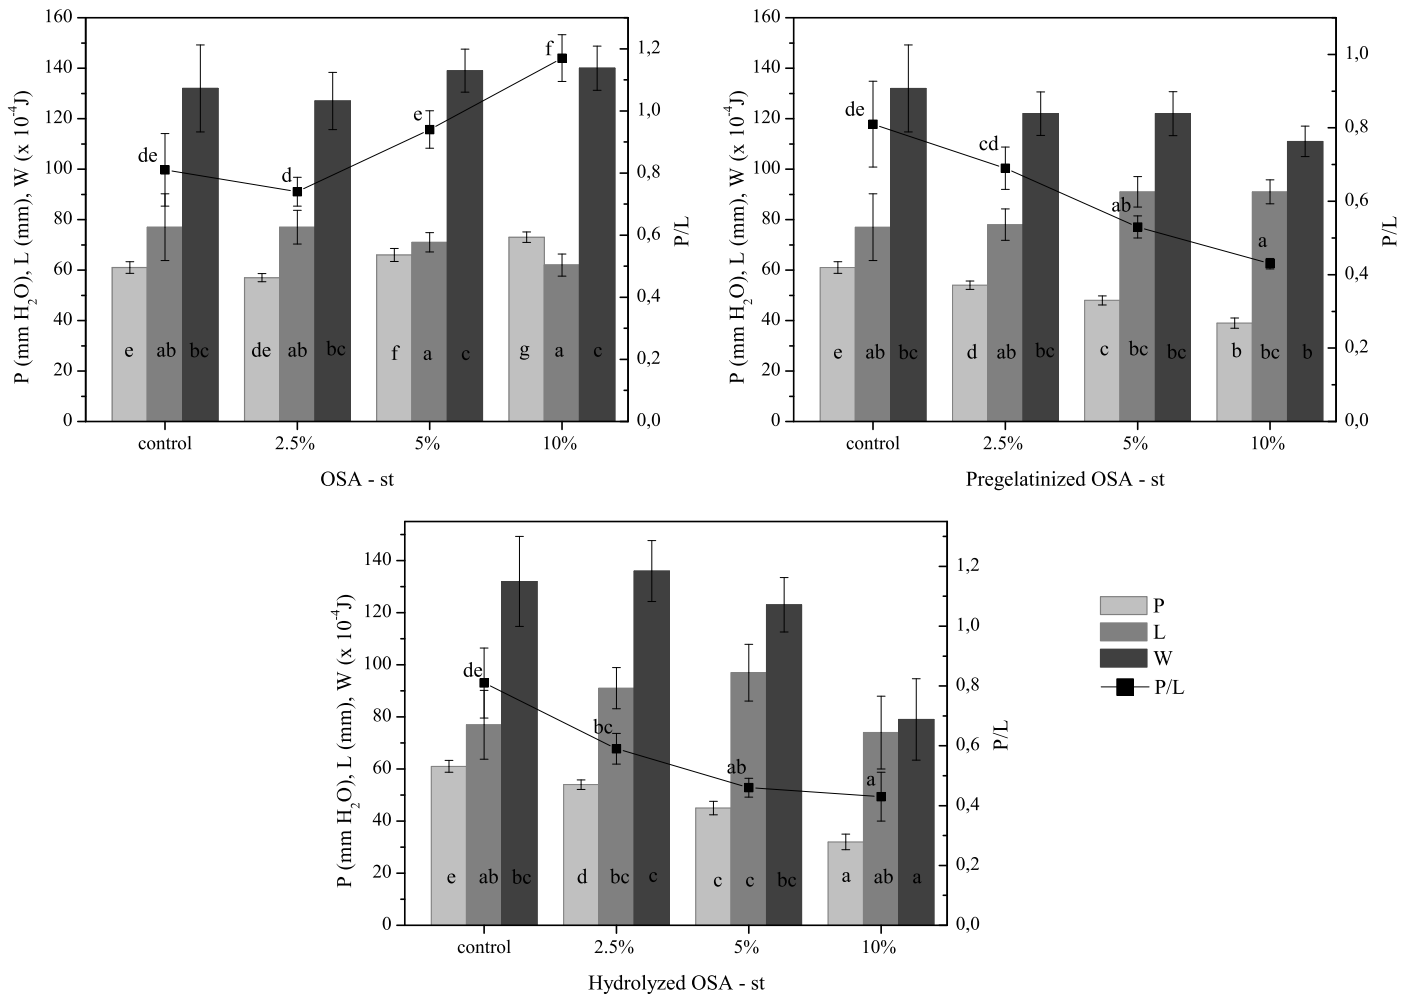 160
140
120
100
80
60
40
20
0
P (mm H2O), L (mm), W (x 10-4J)
1,2
1,0
0,8
0,6
0,4
0,2
0,0
P/L
de
d
e
f
e ab bc de ab bc f a c g a c
control 2.5% 5% 10%
OSA - st
160
140
120
100
80
60
40
20
0
P (mm H2O), L (mm), W (x 10-4J)
1,0
0,8
0,6
0,4
0,2
0,0
P/L
de
cd
ab
a
e ab bc d ab bc c bc bc b bc b
control 2.5% 5% 10%
Pregelatinized OSA - st
140
120
100
80
60
40
20
0
P (mm H2O), L (mm), W (x 10-4J)
1,2
1,0
0,8
0,6
0,4
0,2
0,0
P/L
de
bc
ab
a
e ab bc d bc c c c bc a ab a
control 2.5% 5% 10%
Hydrolyzed OSA - st
P
L
W
P/L